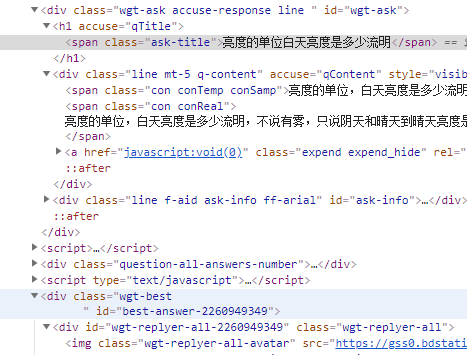 ▼<div class="wgt-ask accuse-response line " id="wgt-ask">
▼<h1 accuse="qTitle">
<span class="ask-title">亮度的单位白天亮度是多少流明</span> ==
</h1>
▼<div class="line mt-5 q-content" accuse="qContent" style="visib
<span class="con conTemp conSamp">亮度的单位，白天亮度是多少流明
<span class="con conReal">
亮度的单位，白天亮度是多少流明，不说有雾，只说阴天和晴天到晴天亮度是
</span>
▶<a href="javascript:void(0)" class="expend expend_hide" rel="
::after
</div>
▶<div class="line f-aid ask-info ff-arial" id="ask-info">…</div>
::after
</div>
▶<script>…</script>
▶<div class="question-all-answers-number">…</div>
▶<script type="text/javascript">…</script>
▼<div class="wgt-best
" id="best-answer-2260949349">
▼<div id="wgt-replyer-all-2260949349" class="wgt-replyer-all">
<img class="wgt-replyer-all-avatar" src="https://gss0.bdstati